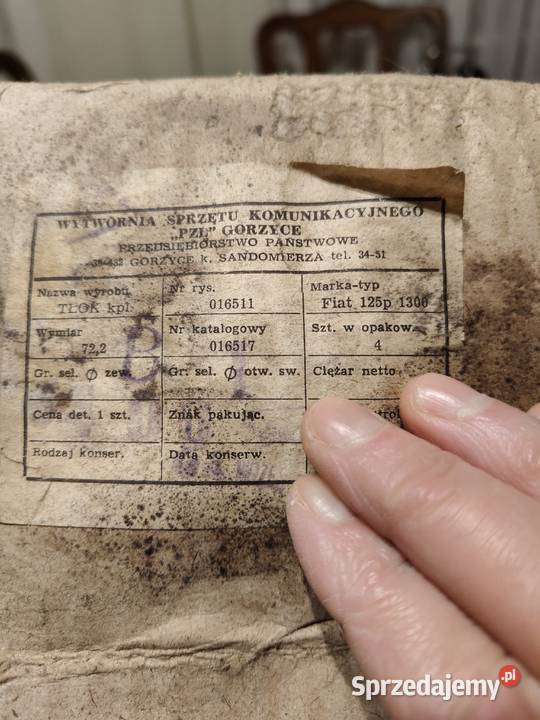 WYTWÓRNIA SPRZĘTU KOMUNIKACYJNEGO
„PZL” GORZYCE
PRZEDSIĘBIORSTWO PAŃSTWOWE
GORZYCE k. SANDOMIERZA tel. 34-51
Nazwa wyrobu Nr rys. Marka-typ
TŁOK kpl. 016511 Fiat 125p 1300
Wymiar Nr katalogowy Szt. w opakow.
72,2 016517 4
Gr. sel. ∅ zew. Gr. sel. ∅ otw. sw. Ciężar netto
Cena det. 1 szt. Znak pakując.
Rodzaj konser. Data konserw.
Sprzedajemy.pl